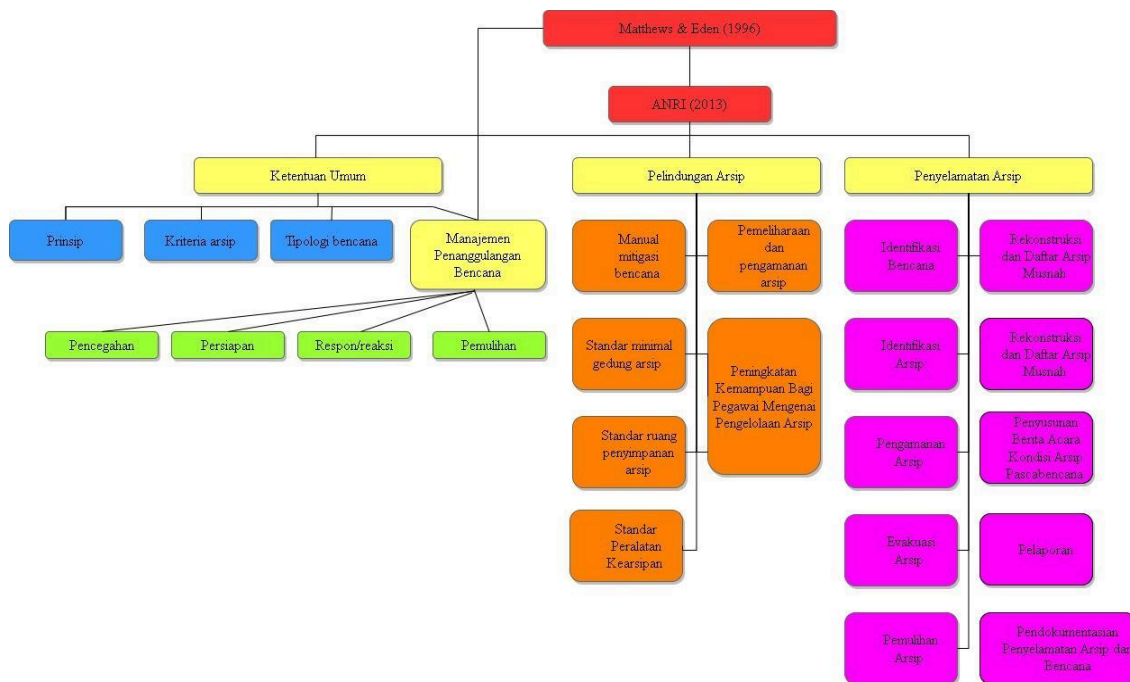 Matthews & Eden (1996)
ANRI (2013)
Ketentuan Umum
Pelindungan Arsip
Penyelamatan Arsip
Prinsip
Kriteria arsip
Tipologi bencana
Manajemen
Penanggulangan
Bencana
Pencegahan
Persiapan
Respon/reaksi
Pemulihan
Manual
mitigasi
bencana
Pemeliharaan
dan
pengamanan
arsip
Standar minimal
gedung arsip
Peningkatan
Kemampuan Bagi
Pegawai Mengenai
Pengelolaan Arsip
Standar ruang
penyimpanan
arsip
Standar
Peralatan
Kearsipan
Identifikasi
Bencana
Rekonstruksi
dan Daftar Arsip
Musnah
Identifikasi
Arsip
Rekonstruksi
dan Daftar Arsip
Musnah
Pengamanan
Arsip
Penyusunan
Berita Acara
Kondisi Arsip
Pascabencana
Evakuasi
Arsip
Pelaporan
Pemulihan
Arsip
Pendokumentasian
Penyelamatan Arsip dari
Bencana